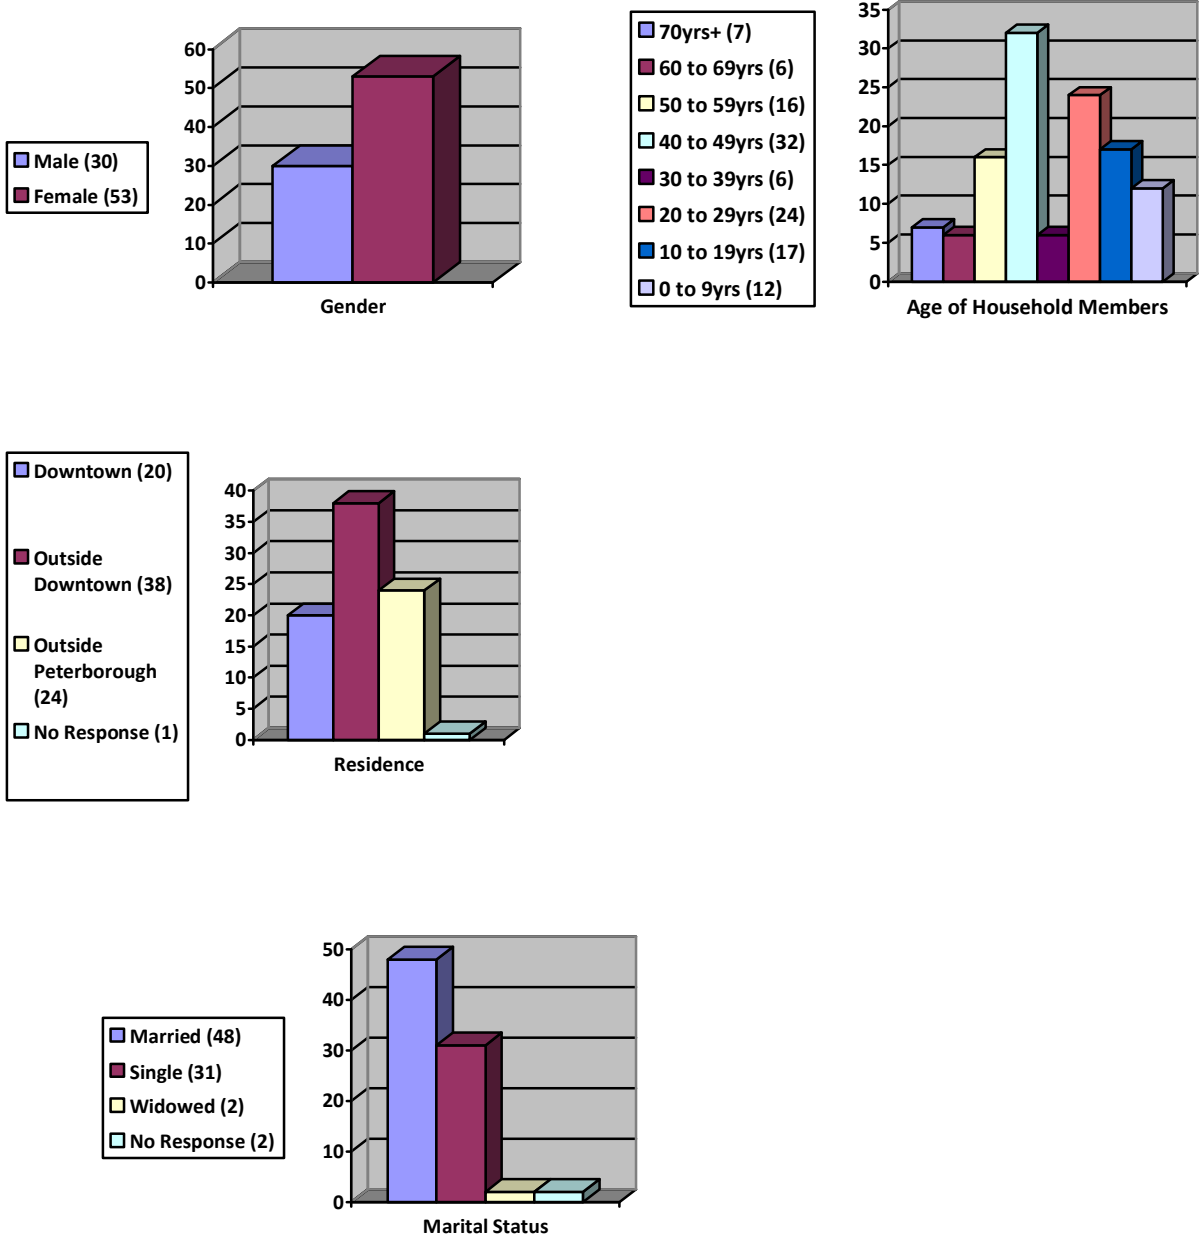 Male (30)
Female (53)
60
50
40
30
20
10
0
Gender
70yrs+ (7)
60 to 69yrs (6)
50 to 59yrs (16)
40 to 49yrs (32)
30 to 39yrs (6)
20 to 29yrs (24)
10 to 19yrs (17)
0 to 9yrs (12)
35
30
25
20
15
10
5
0
Age of Household Members
Downtown (20)
Outside
Downtown (38)
Outside
Peterborough
(24)
No Response (1)
40
35
30
25
20
15
10
5
0
Residence
Married (48)
Single (31)
Widowed (2)
No Response (2)
50
40
30
20
10
0
Marital Status